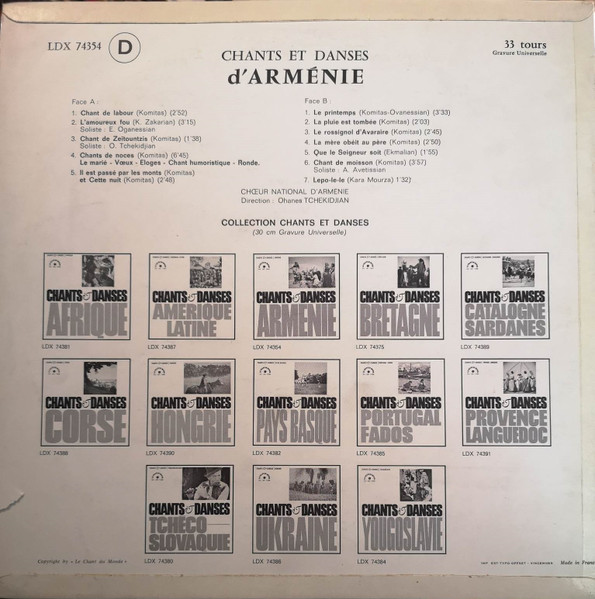 LDX 74354 D
CHANTS ET DANSES
d'ARMÉNIE
33 tours
Gravure Universelle
Face A :
1. Chant de labour (Komitas) (2'52)
2. L'amoureux fou (K. Zakarian) (3'15)
Soliste : E. Oganessian
3. Chant de Zeïtountzis (Komitas) (1'38)
Soliste : O. Tchekidjian
4. Chants de noces (Komitas) (6'45)
Le marié - Vœux - Eloges - Chant humoristique - Ronde.
5. Il est passé par les monts (Komitas)
et Cette nuit (Komitas) (2'48)
Face B :
1. Le printemps (Komitas-Ovanessian) (3'33)
2. La pluie est tombée (Komitas) (2'03)
3. Le rossignol d'Avaraire (Komitas) (2'45)
4. La mère obéit au père (Komitas) (2'50)
5. Que le Seigneur soit (Ekmalian) (1'55)
6. Chant de moisson (Komitas) (3'57)
Soliste : A. Avetissian
7. Lepo-le-le (Kara Mourza) 1'32)
CHŒUR NATIONAL D'ARMÉNIE
Direction : Ohanes TCHEKIDJIAN
COLLECTION CHANTS ET DANSES
(30 cm Gravure Universelle)
CHANTS & DANSES
AFRIQUE
LDX 74381
CHANTS & DANSES
AMERIQUE
LATINE
LDX 74387
CHANTS & DANSES
ARMENIE
LDX 74354
CHANTS & DANSES
BRETAGNE
LDX 74375
CHANTS & DANSES
CATALOGNE
SARDANES
LDX 74389
CHANTS & DANSES
CORSE
LDX 74388
CHANTS & DANSES
HONGRIE
LDX 74390
CHANTS & DANSES
PAYS BASQUE
LDX 74382
CHANTS & DANSES
PORTUGAL
FADOS
LDX 74385
CHANTS & DANSES
PROVENCE
LANGUEDOC
LDX 74391
CHANTS & DANSES
TCHÉCO
SLOVAQUIE
LDX 74380
CHANTS & DANSES
UKRAINE
LDX 74386
CHANTS & DANSES
YOUGOSLAVIE
LDX 74384
Copyright by « Le Chant du Monde »
Made in France